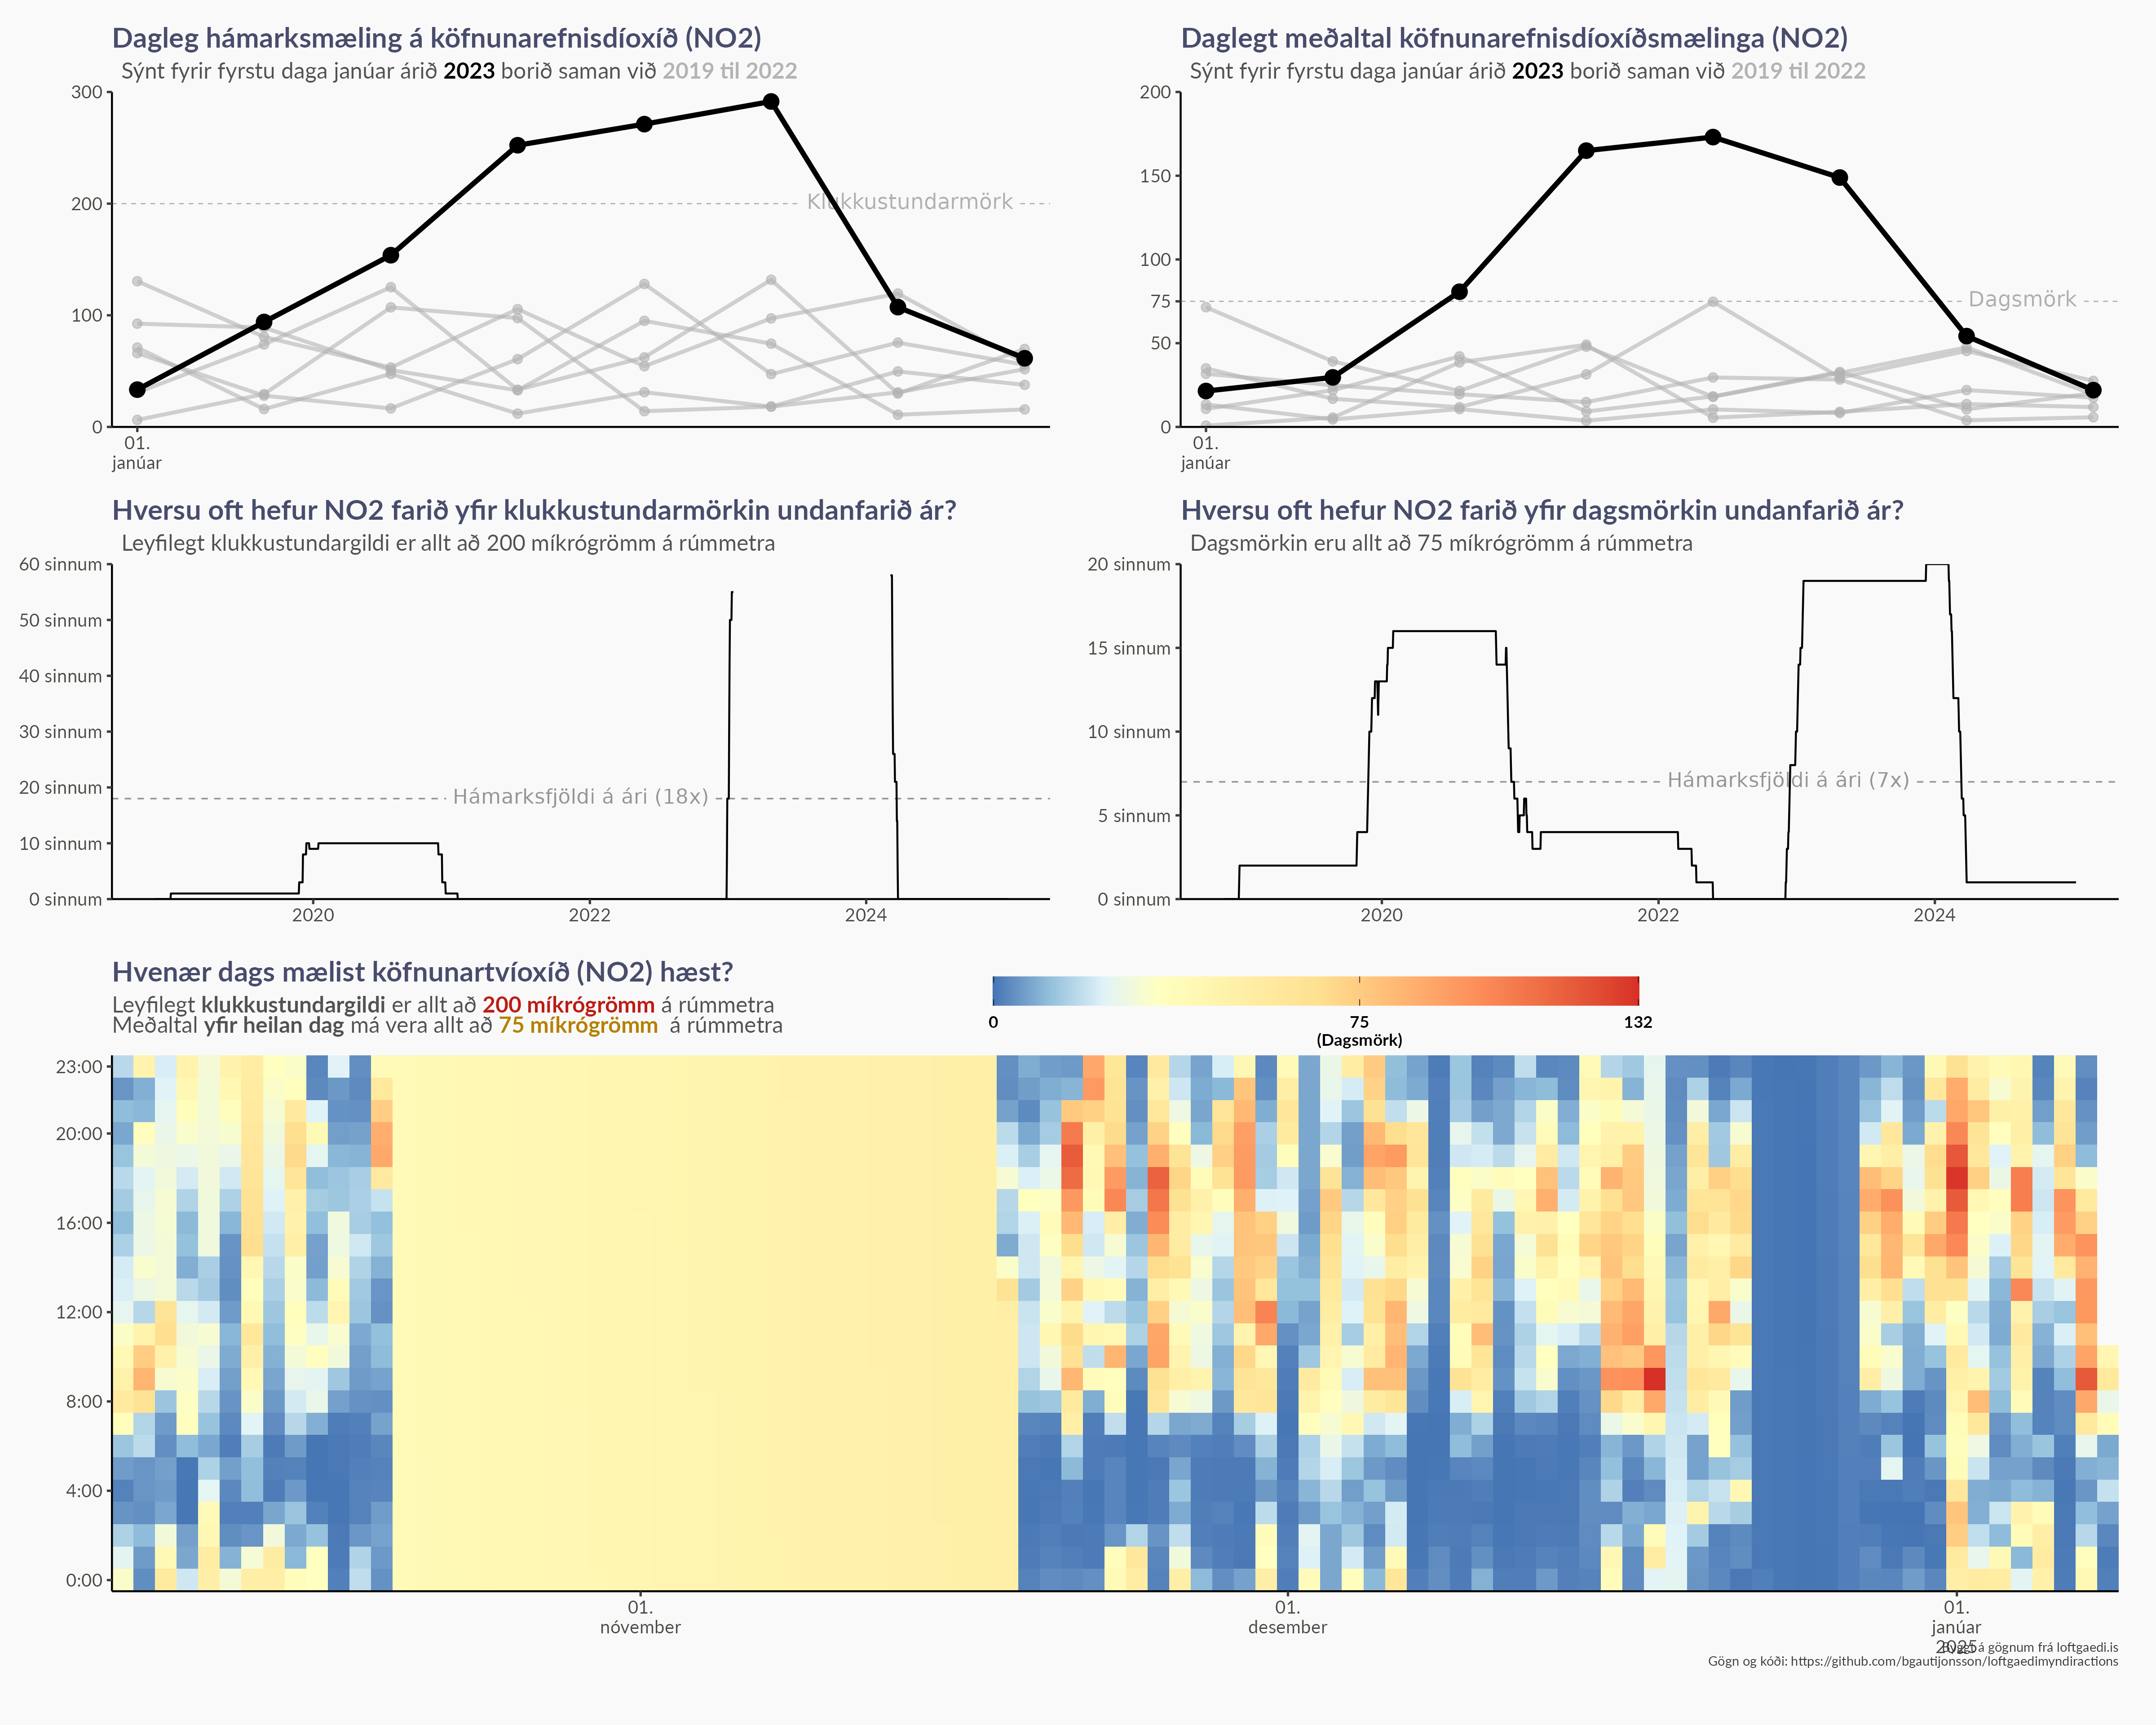 Dagleg hámarksmæling á köfnunarefnisdíoxíð (NO2)
Sýnt fyrir fyrstu daga janúar árið 2023 borið saman við 2019 til 2022
300
200
100
0
Klukkustundarmörk
01.
janúar
Daglegt meðaltal köfnunarefnisdíoxíðsmælinga (NO2)
Sýnt fyrir fyrstu daga janúar árið 2023 borið saman við 2019 til 2022
200
150
100
75
50
0
Dagsmörk
01.
janúar
Hversu oft hefur NO2 farið yfir klukkustundarmörkin undanfarið ár?
Leyfilegt klukkustundargildi er allt að 200 míkrógrömm á rúmmetra
60 sinnum
50 sinnum
40 sinnum
30 sinnum
20 sinnum
10 sinnum
0 sinnum
Hámarksfjöldi á ári (18x)
2020
2022
2024
Hversu oft hefur NO2 farið yfir dagsmörkin undanfarið ár?
Dagsmörkin eru allt að 75 míkrógrömm á rúmmetra
20 sinnum
15 sinnum
10 sinnum
5 sinnum
0 sinnum
Hámarksfjöldi á ári (7x)
2020
2022
2024
Hvenær dags mælist köfnunartvíoxíð (NO2) hæst?
Leyfilegt klukkustundargildi er allt að 200 míkrógrömm á rúmmetra
Meðaltal yfir heilan dag má vera allt að 75 míkrógrömm á rúmmetra
0
75
(Dagsmörk)
132
23:00
20:00
16:00
12:00
8:00
4:00
0:00
01.
nóvember
01.
desember
01.
janúar
2025
Byggt á gögnum frá loftgaedi.is
Gögn og kóði: https://github.com/bgautijonsson/loftgaedimyndiractions